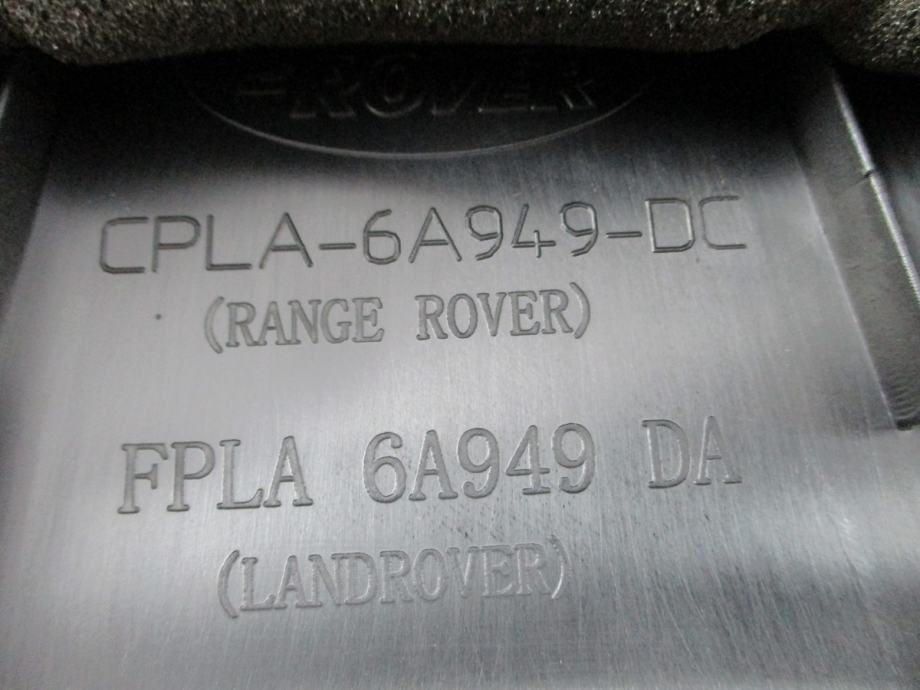 -ROVER
CPLA-6A949-DC
(RANGE ROVER)
FPLA 6A949 DA
(LANDROVER)